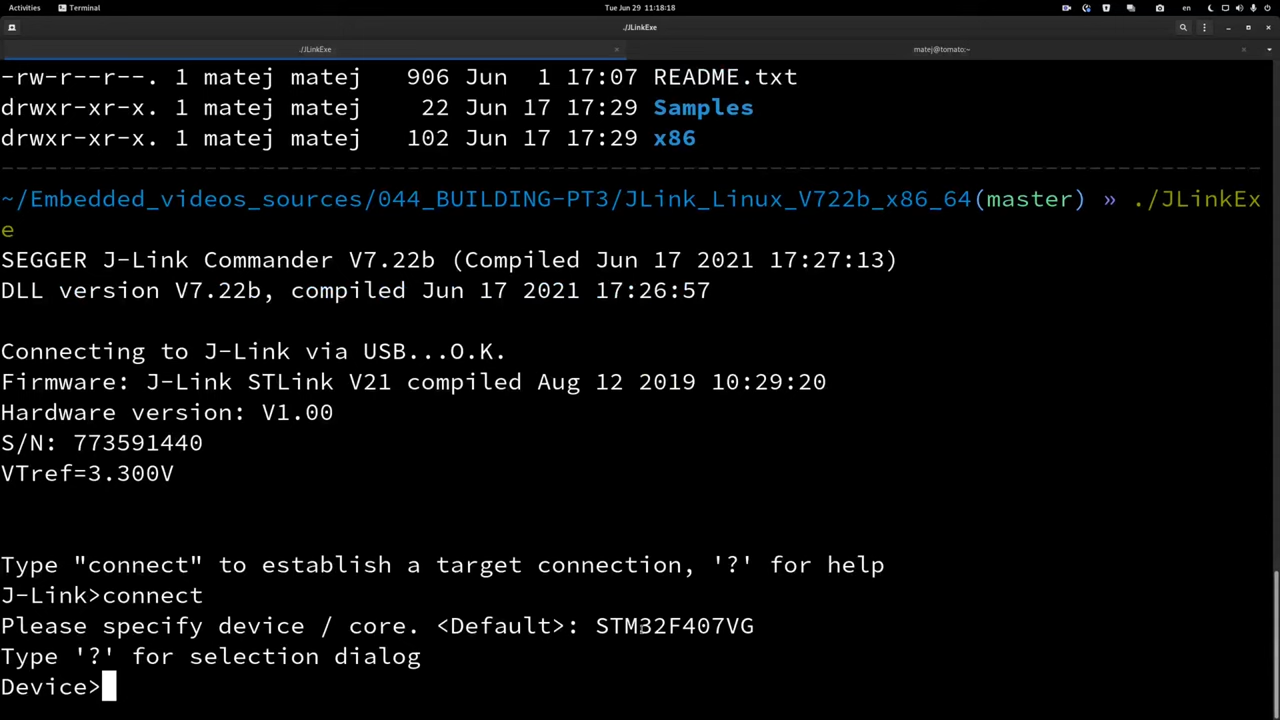 Activities Terminal Tue Jun 29 11:18:18 en
./JLinkExe
./JLinkExe matej@tomato:~
-rw-r--r--. 1 matej matej 906 Jun 1 17:07 README.txt
drwxr-xr-x. 1 matej matej 22 Jun 17 17:29 Samples
drwxr-xr-x. 1 matej matej 102 Jun 17 17:29 x86
~/Embedded_videos_sources/044_BUILDING-PT3/JLink_Linux_V722b_x86_64(master) » ./JLinkEx
e
SEGGER J-Link Commander V7.22b (Compiled Jun 17 2021 17:27:13)
DLL version V7.22b, compiled Jun 17 2021 17:26:57
Connecting to J-Link via USB...O.K.
Firmware: J-Link STLink V21 compiled Aug 12 2019 10:29:20
Hardware version: V1.00
S/N: 773591440
VTref=3.300V
Type "connect" to establish a target connection, '?' for help
J-Link>connect
Please specify device / core. <Default>: STM32F407VG
Type '?' for selection dialog
Device>